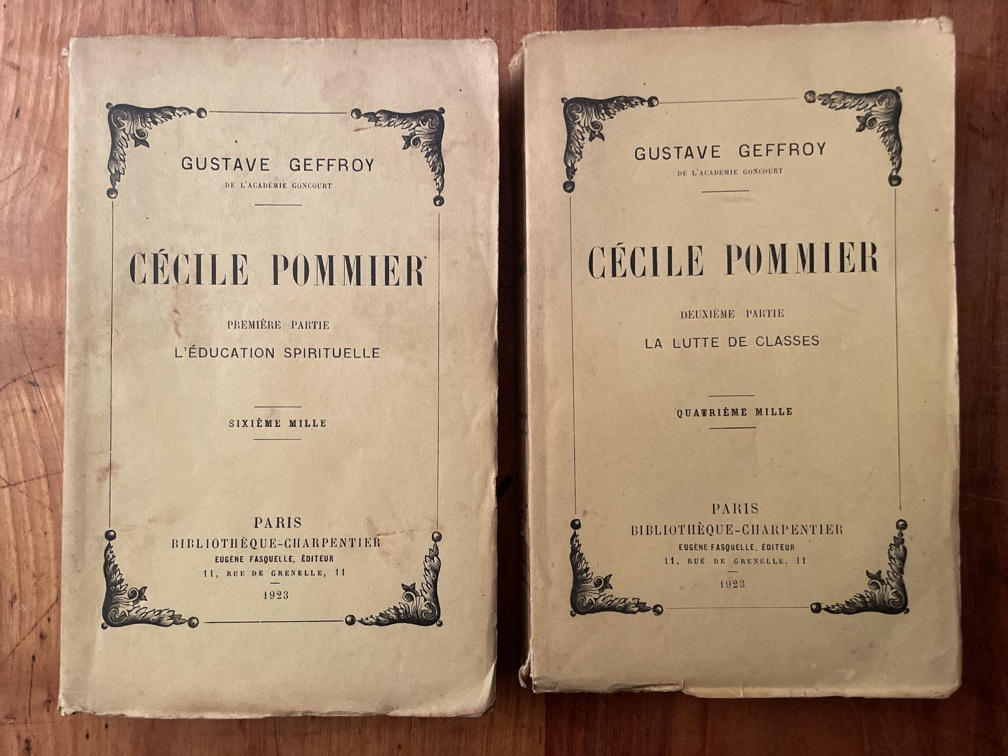 GUSTAVE GEFFROY
DE L'ACADÉMIE GONCOURT
CÉCILE POMMIER
PREMIÈRE PARTIE
L'ÉDUCATION SPIRITUELLE
SIXIÈME MILLE
PARIS
BIBLIOTHÈQUE-CHARPENTIER
EUGÈNE FASQUELLE, ÉDITEUR
11, RUE DE GRENELLE, 11
1923
GUSTAVE GEFFROY
DE L'ACADÉMIE GONCOURT
CÉCILE POMMIER
DEUXIÈME PARTIE
LA LUTTE DE CLASSES
QUATRIÈME MILLE
PARIS
BIBLIOTHÈQUE-CHARPENTIER
EUGÈNE FASQUELLE, ÉDITEUR
11, RUE DE GRENELLE, 11
1923